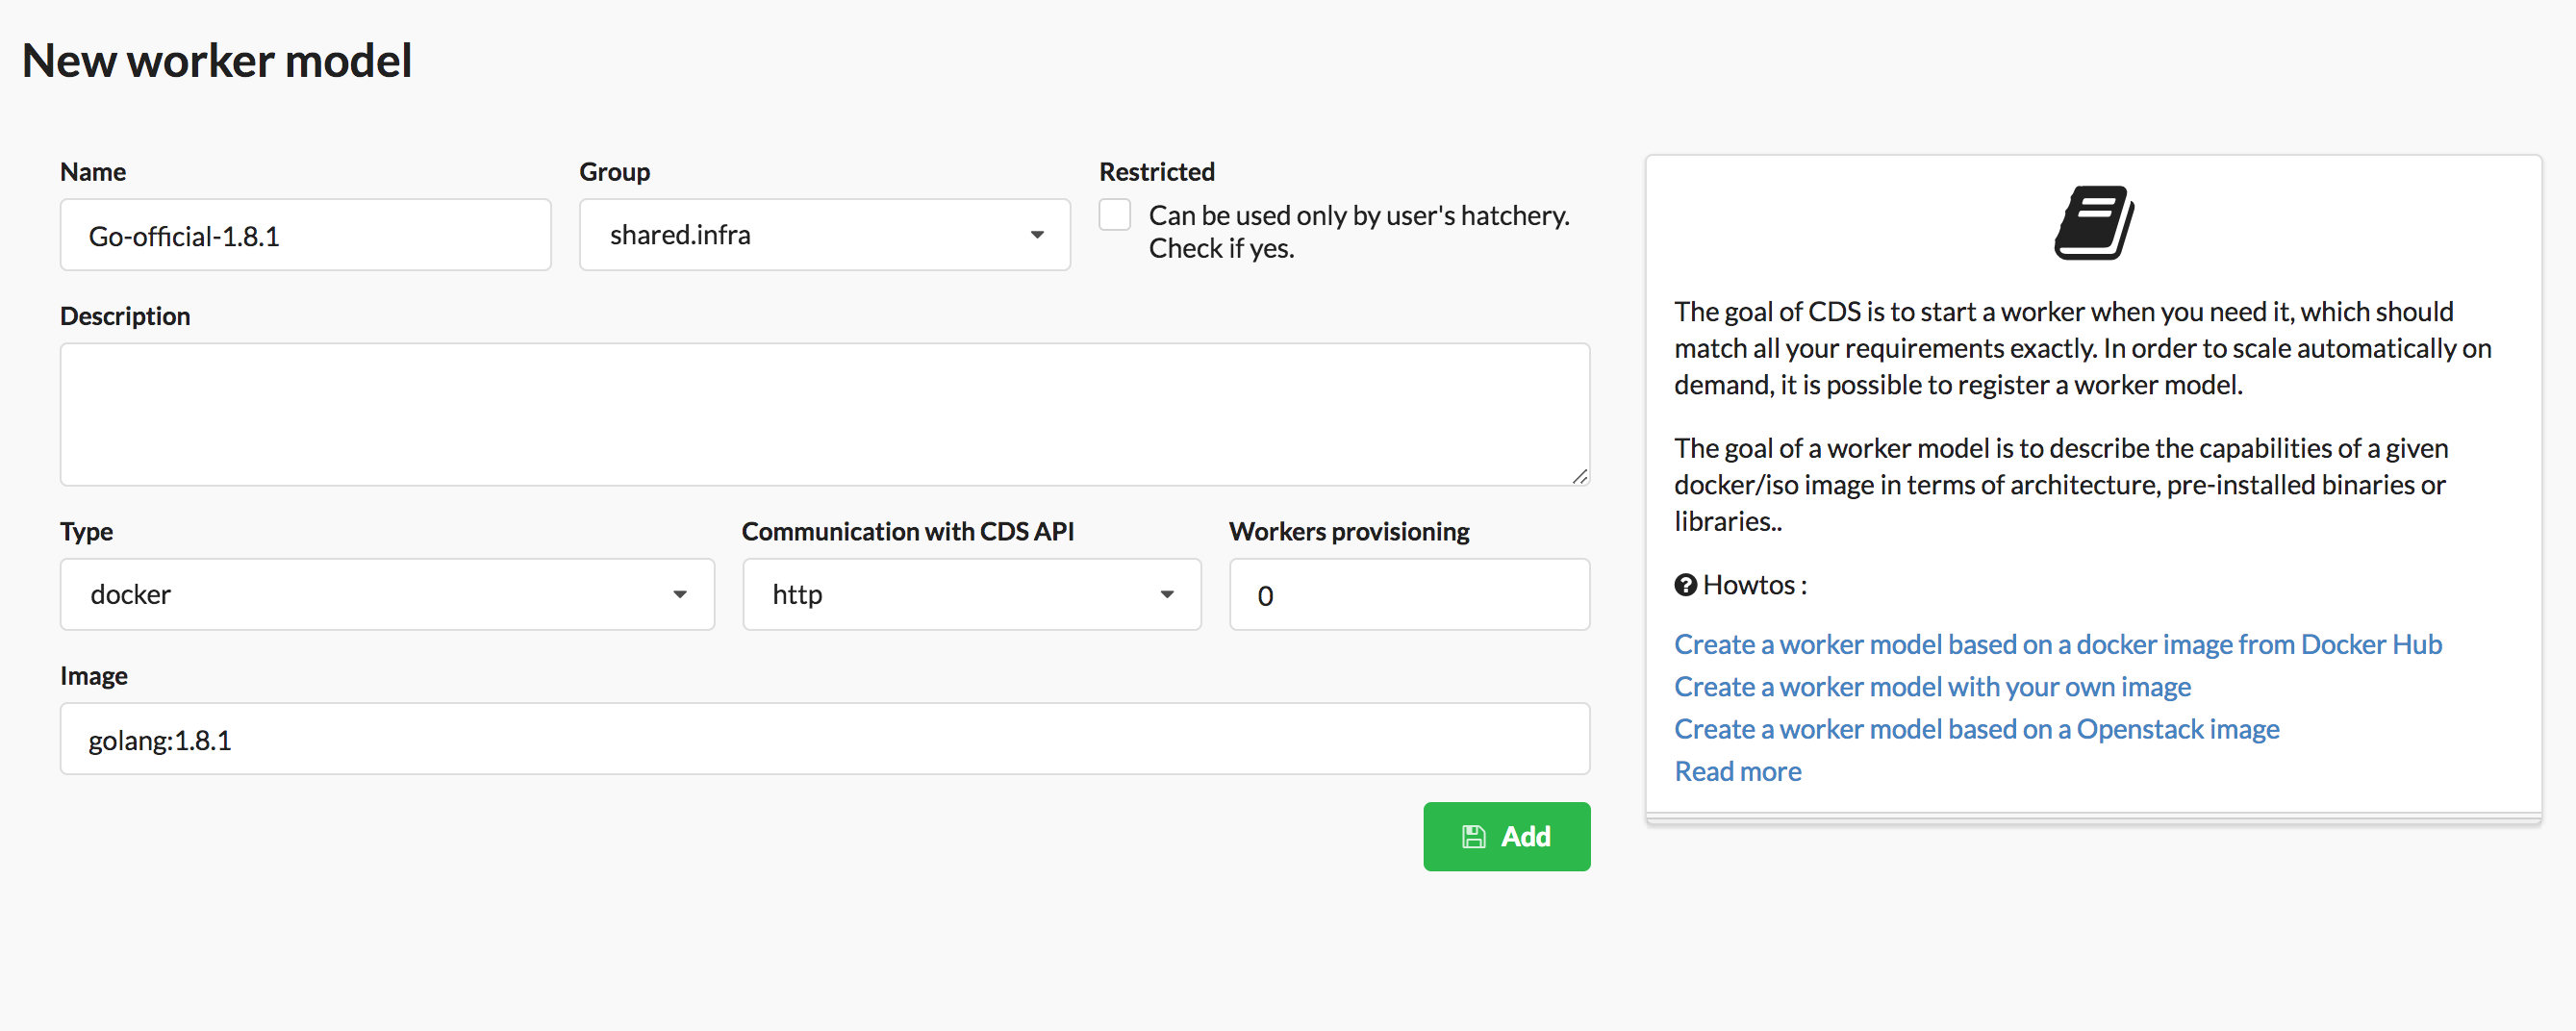 New worker model
Name
Group
Restricted
Go-official-1.8.1
shared.infra
Can be used only by user's hatchery.
Check if yes.
Description
Type
Communication with CDS API
Workers provisioning
docker
http
0
Image
golang:1.8.1
Add
The goal of CDS is to start a worker when you need it, which should
match all your requirements exactly. In order to scale automatically on
demand, it is possible to register a worker model.
The goal of a worker model is to describe the capabilities of a given
docker/iso image in terms of architecture, pre-installed binaries or
libraries..
Howtos :
Create a worker model based on a docker image from Docker Hub
Create a worker model with your own image
Create a worker model based on a Openstack image
Read more